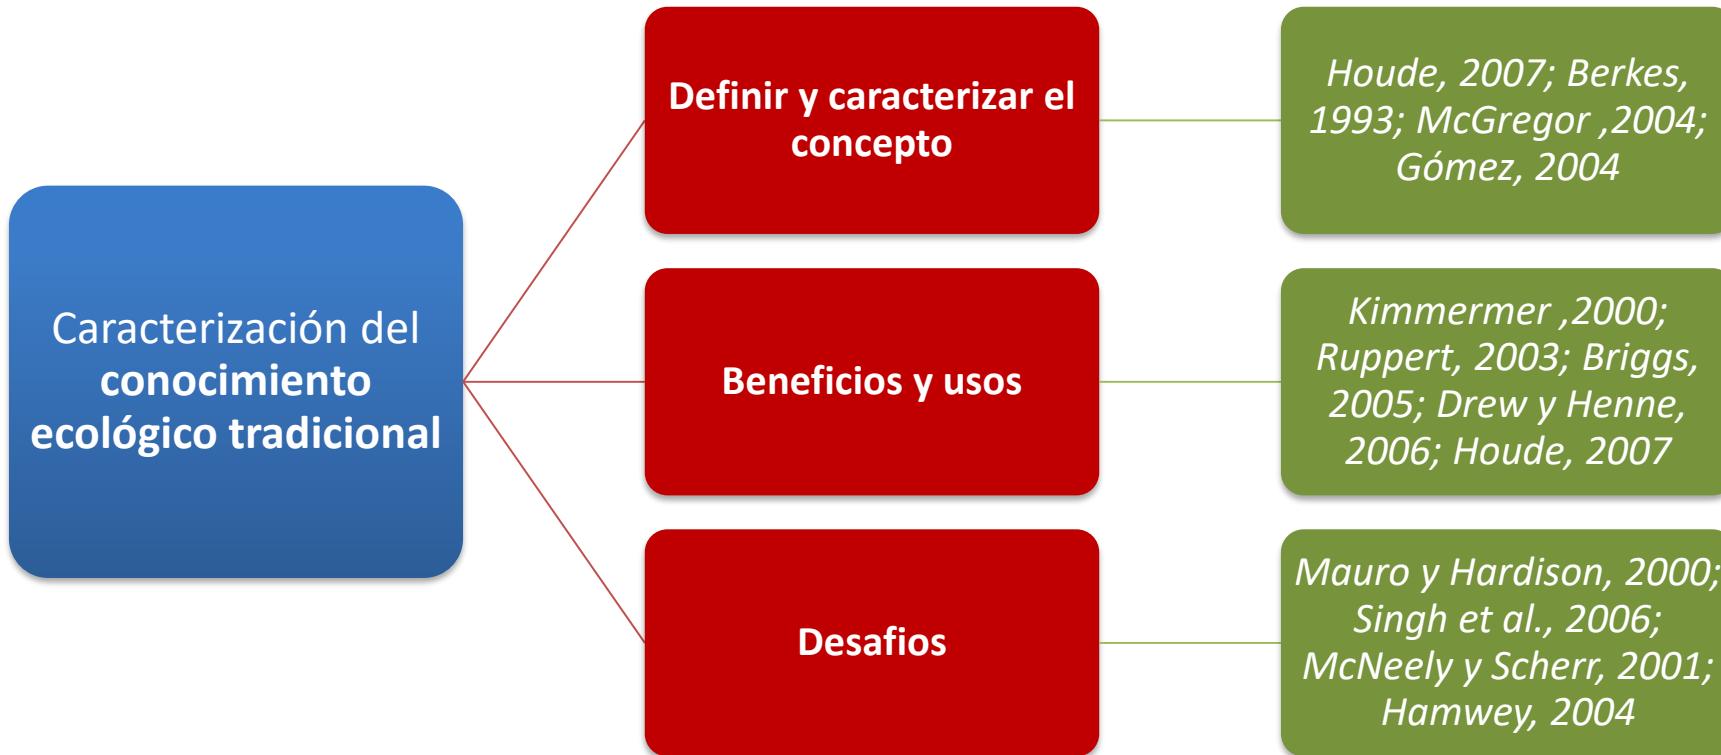 Caracterización del
conocimiento
ecológico tradicional
Definir y caracterizar el
concepto
Houde, 2007; Berkes,
1993; McGregor ,2004;
Gómez, 2004
Beneficios y usos
Kimmermer ,2000;
Ruppert, 2003; Briggs,
2005; Drew y Henne,
2006; Houde, 2007
Desafios
Mauro y Hardison, 2000;
Singh et al., 2006;
McNeely y Scherr, 2001;
Hamwey, 2004